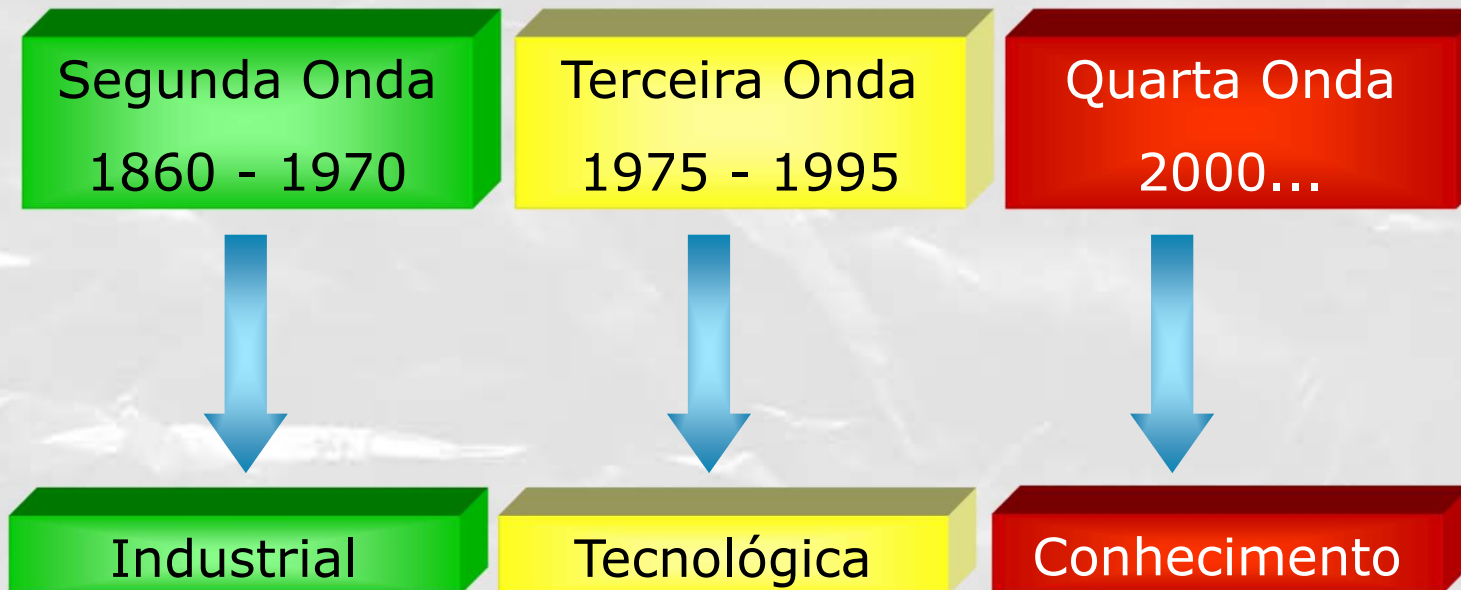 Segunda Onda
1860 - 1970
Terceira Onda
1975 - 1995
Quarta Onda
2000...
Industrial
Tecnológica
Conhecimento